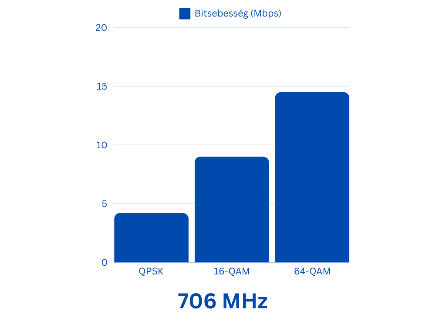 Bitsebesség (Mbps)
20
15
10
5
0
QPSK 16-QAM 64-QAM
706 MHz